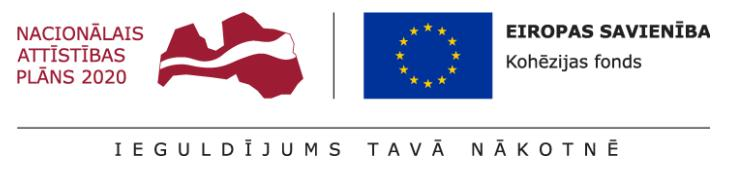 NACIONĀLAIS
ATTĪSTĪBAS
PLĀNS 2020
EIROPAS SAVIENĪBA
Kohēzijas fonds
IEGULDĪJUMS TAVĀ NĀKOTNĒ